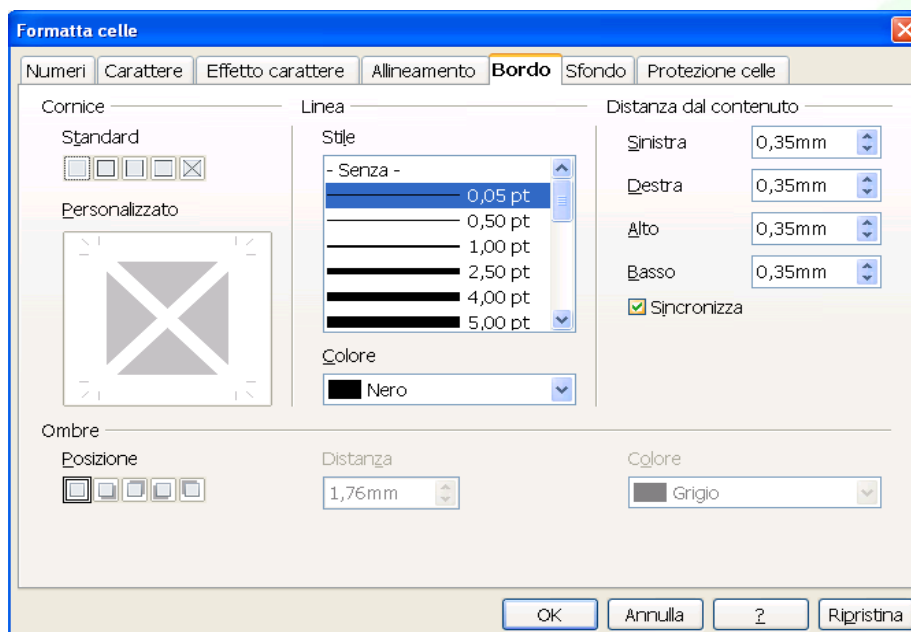 Formatta celle
Numeri Carattere Effetto carattere Allineamento Bordo Sfondo Protezione celle
Cornice
Standard
Personalizzato
Linea
Stile
- Senza -
0,05 pt
0,50 pt
1,00 pt
2,50 pt
4,00 pt
5,00 pt
Colore
Nero
Distanza dal contenuto
Sinistra 0,35mm
Destra 0,35mm
Alto 0,35mm
Basso 0,35mm
Sincronizza
Ombre
Posizione
Distanza
1,76mm
Colore
Grigio
OK Annulla ? Ripristina